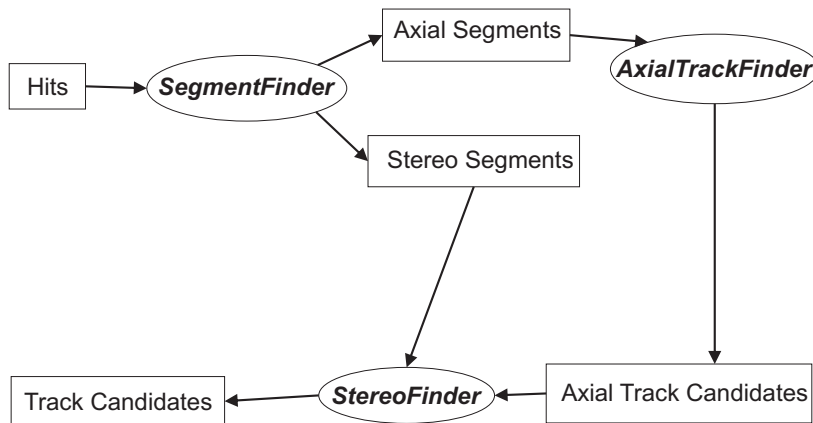 Axial Segments
Hits
SegmentFinder
AxialTrackFinder
Stereo Segments
Track Candidates
StereoFinder
Axial Track Candidates